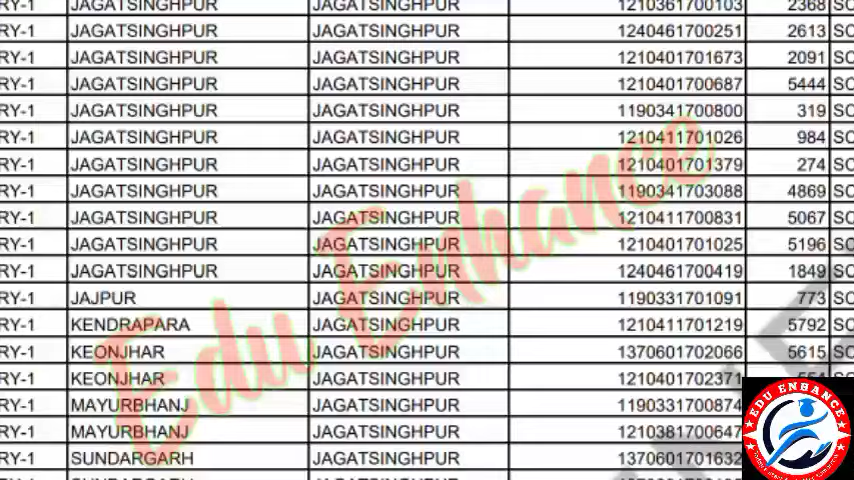 RY-1 JAGATSINGHPUR JAGATSINGHPUR 1210361700103 2368 SC
RY-1 JAGATSINGHPUR JAGATSINGHPUR 1240461700251 2613 SC
RY-1 JAGATSINGHPUR JAGATSINGHPUR 1210401701673 2091 SC
RY-1 JAGATSINGHPUR JAGATSINGHPUR 1210401700687 5444 SC
RY-1 JAGATSINGHPUR JAGATSINGHPUR 1190341700800 319 SC
RY-1 JAGATSINGHPUR JAGATSINGHPUR 1210411701026 984 SC
RY-1 JAGATSINGHPUR JAGATSINGHPUR 1210401701379 274 SC
RY-1 JAGATSINGHPUR JAGATSINGHPUR 1190341703088 4869 SC
RY-1 JAGATSINGHPUR JAGATSINGHPUR 1210411700831 5067 SC
RY-1 JAGATSINGHPUR JAGATSINGHPUR 1210401701025 5196 SC
RY-1 JAGATSINGHPUR JAGATSINGHPUR 1240461700419 1849 SC
RY-1 JAJPUR JAGATSINGHPUR 1190331701091 773 SC
RY-1 KENDRAPARA JAGATSINGHPUR 1210411701219 5792 SC
RY-1 KEONJHAR JAGATSINGHPUR 1370601702066 5615 SC
RY-1 KEONJHAR JAGATSINGHPUR 1210401702371
RY-1 MAYURBHANJ JAGATSINGHPUR 1190331700874
RY-1 MAYURBHANJ JAGATSINGHPUR 1210381700647
RY-1 SUNDARGARH JAGATSINGHPUR 1370601701632
Edu Enhance
EDU ENHANCE